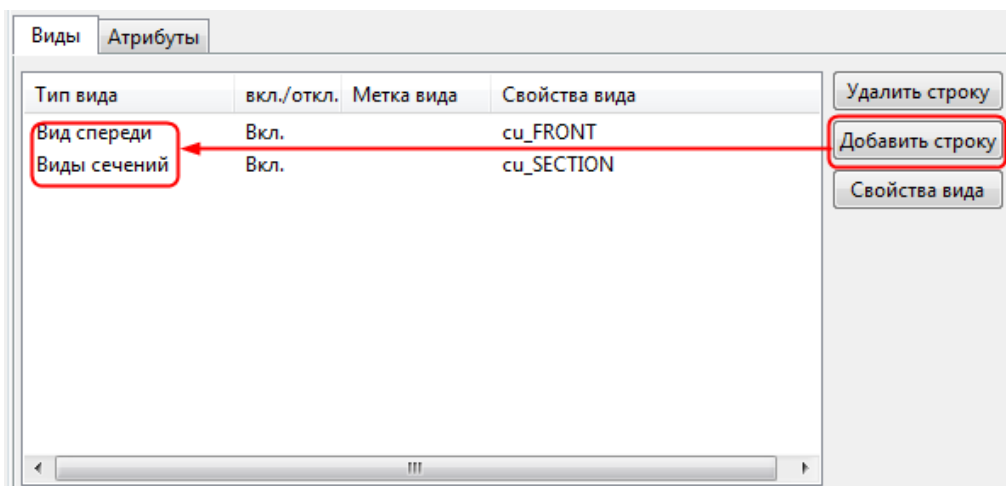 Виды Атрибуты
Тип вида вкл./откл. Метка вида Свойства вида
Вид спереди Вкл. cu_FRONT
Виды сечений Вкл. cu_SECTION
Удалить строку
Добавить строку
Свойства вида